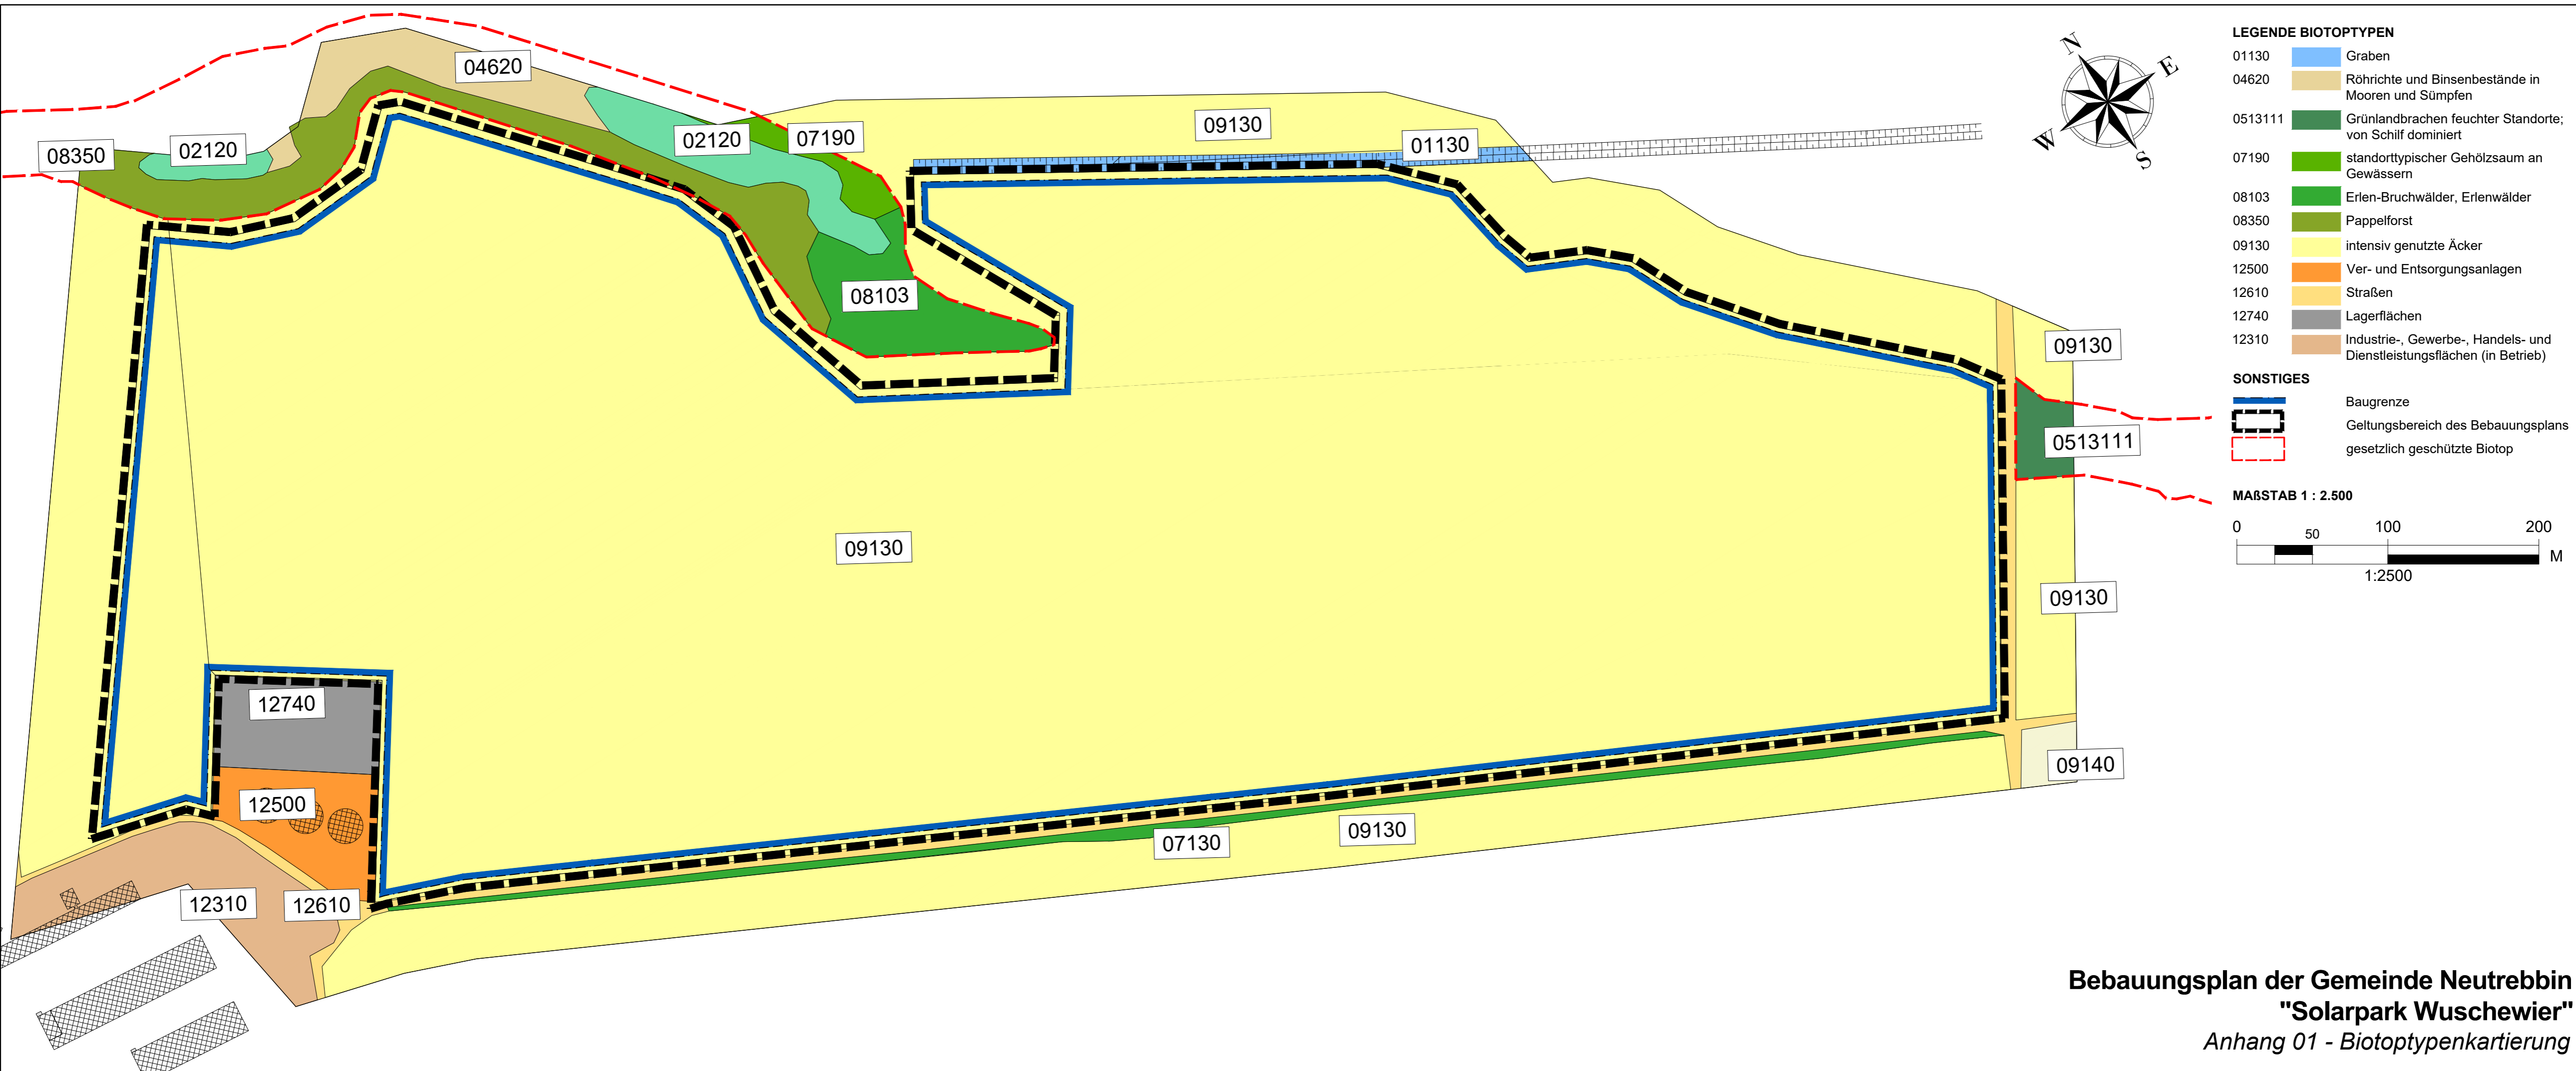 04620
08350
02120
02120
07190
09130
01130
08103
09130
0513111
09130
09130
12740
12500
12310
12610
07130
09130
09140
N
E
S
W
LEGENDE BIOTOPTYPEN
01130 Graben
04620 Röhrichte und Binsenbestände in
Mooren und Sümpfen
0513111 Grünlandbrachen feuchter Standorte;
von Schilf dominiert
07190 standorttypischer Gehölzsaum an
Gewässern
08103 Erlen-Bruchwälder, Erlenwälder
08350 Pappelforst
09130 intensiv genutzte Äcker
12500 Ver- und Entsorgungsanlagen
12610 Straßen
12740 Lagerflächen
12310 Industrie-, Gewerbe-, Handels- und
Dienstleistungsflächen (in Betrieb)
SONSTIGES
Baugrenze
Geltungsbereich des Bebauungsplans
gesetzlich geschützte Biotop
MAßSTAB 1 : 2.500
0 50 100 200
M
1:2500
Bebauungsplan der Gemeinde Neutrebbin
"Solarpark Wuschewier"
Anhang 01 - Biotoptypenkartierung